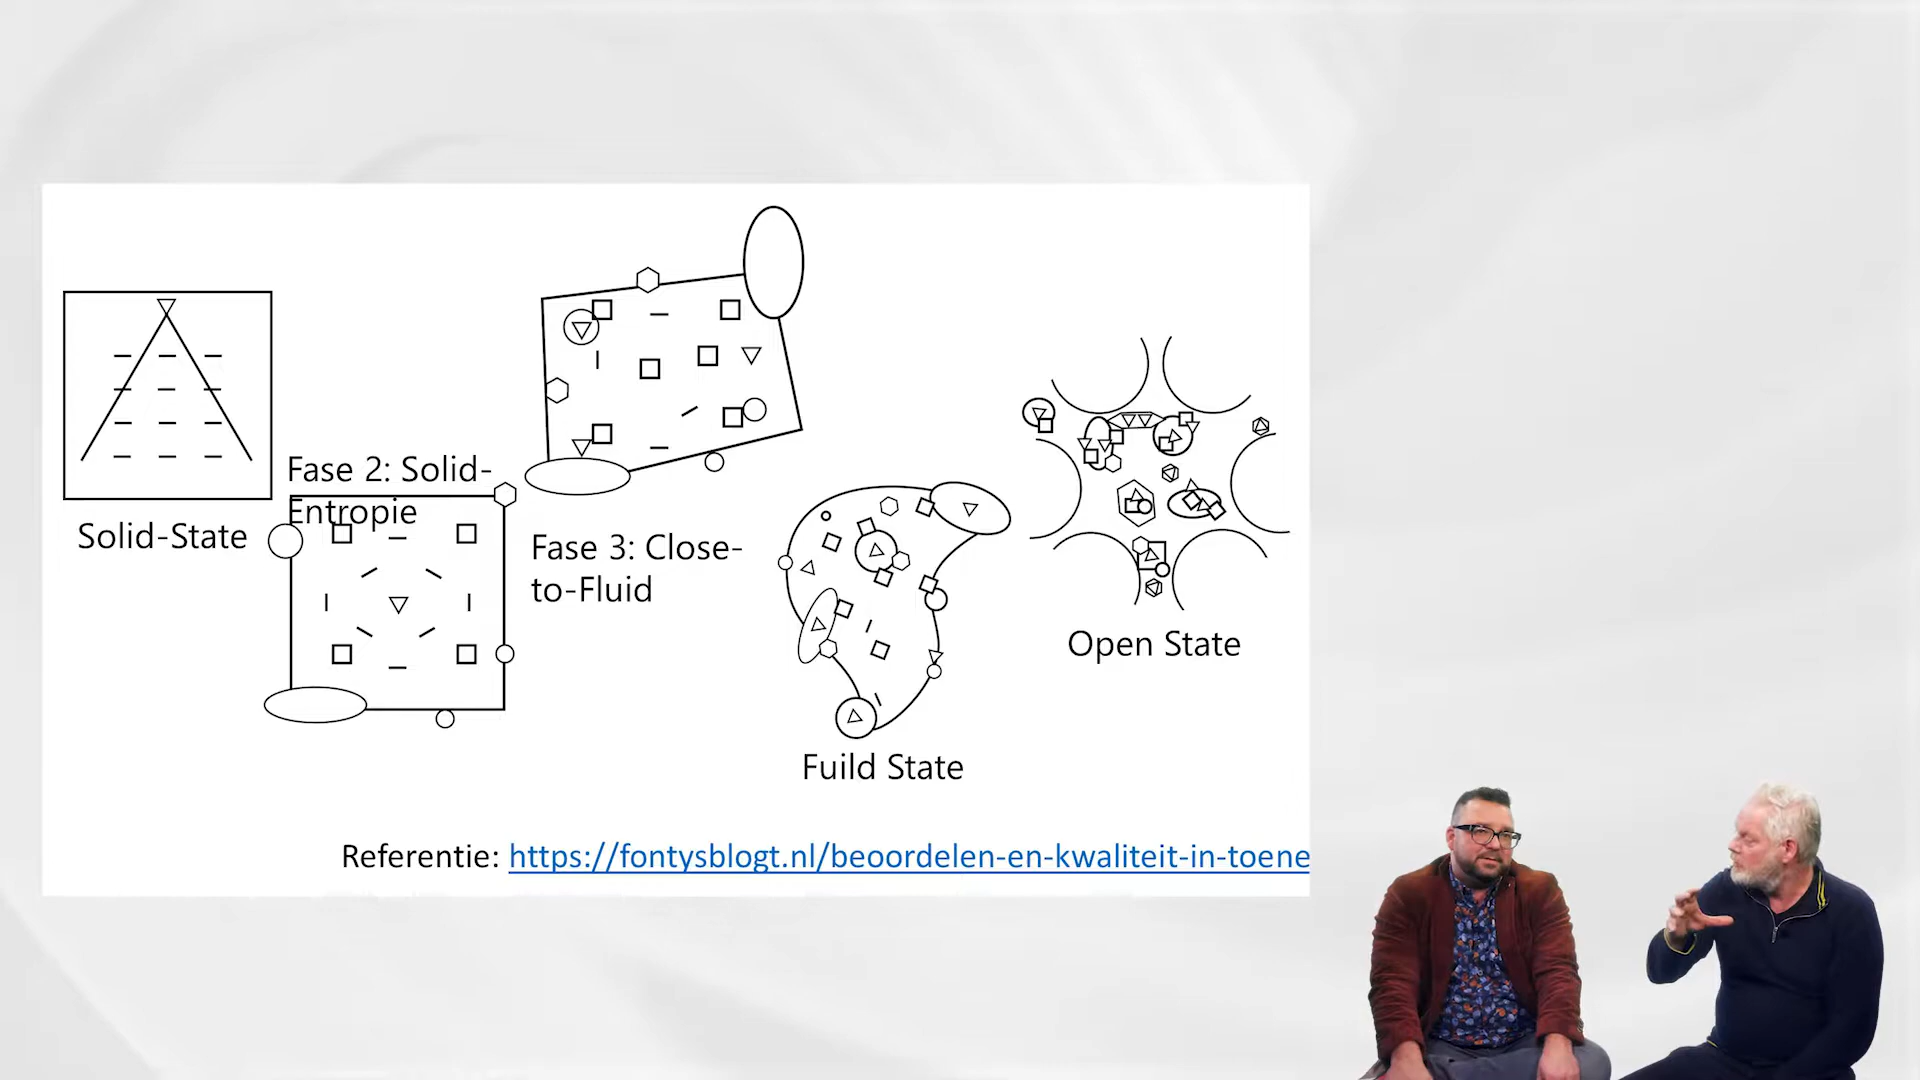 Solid-State
Fase 2: Solid-
Entropie
Fase 3: Close-
to-Fluid
Fuild State
Open State
Referentie: https://fontysblogt.nl/beoordelen-en-kwaliteit-in-toene